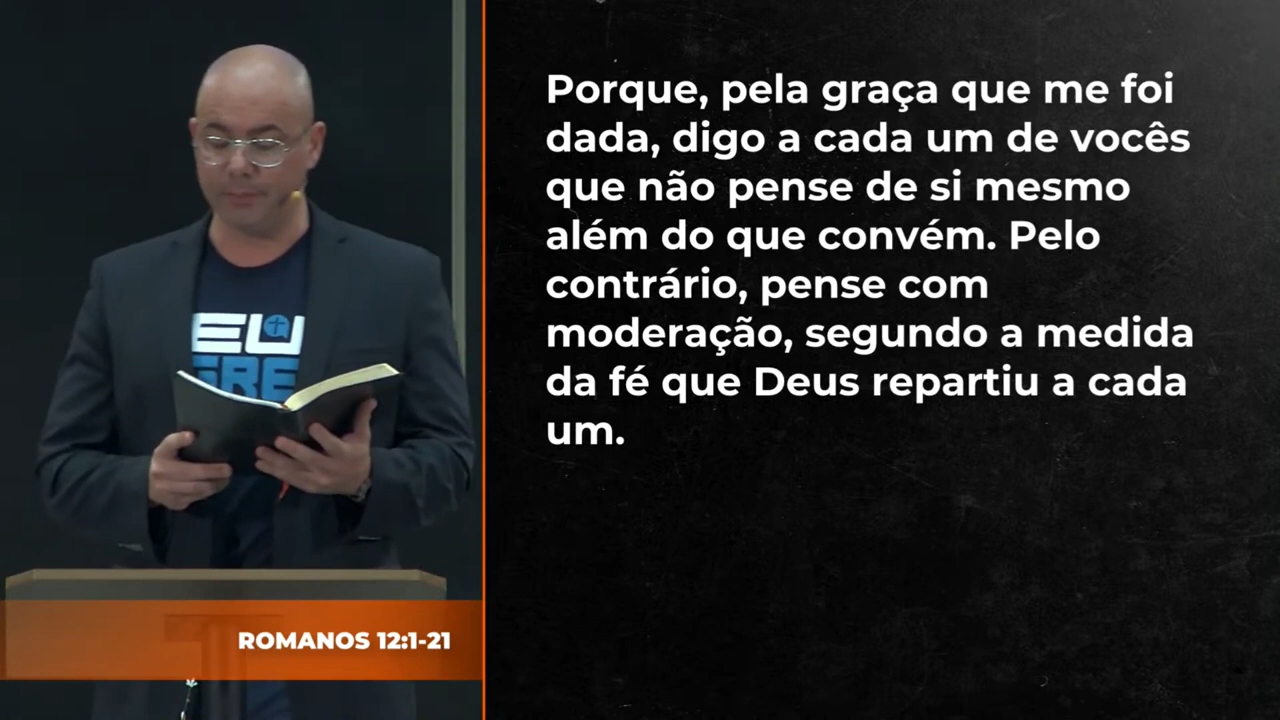 EU
ROMANOS 12:1-21
Porque, pela graça que me foi
dada, digo a cada um de vocês
que não pense de si mesmo
além do que convém. Pelo
contrário, pense com
moderação, segundo a medida
da fé que Deus repartiu a cada
um.